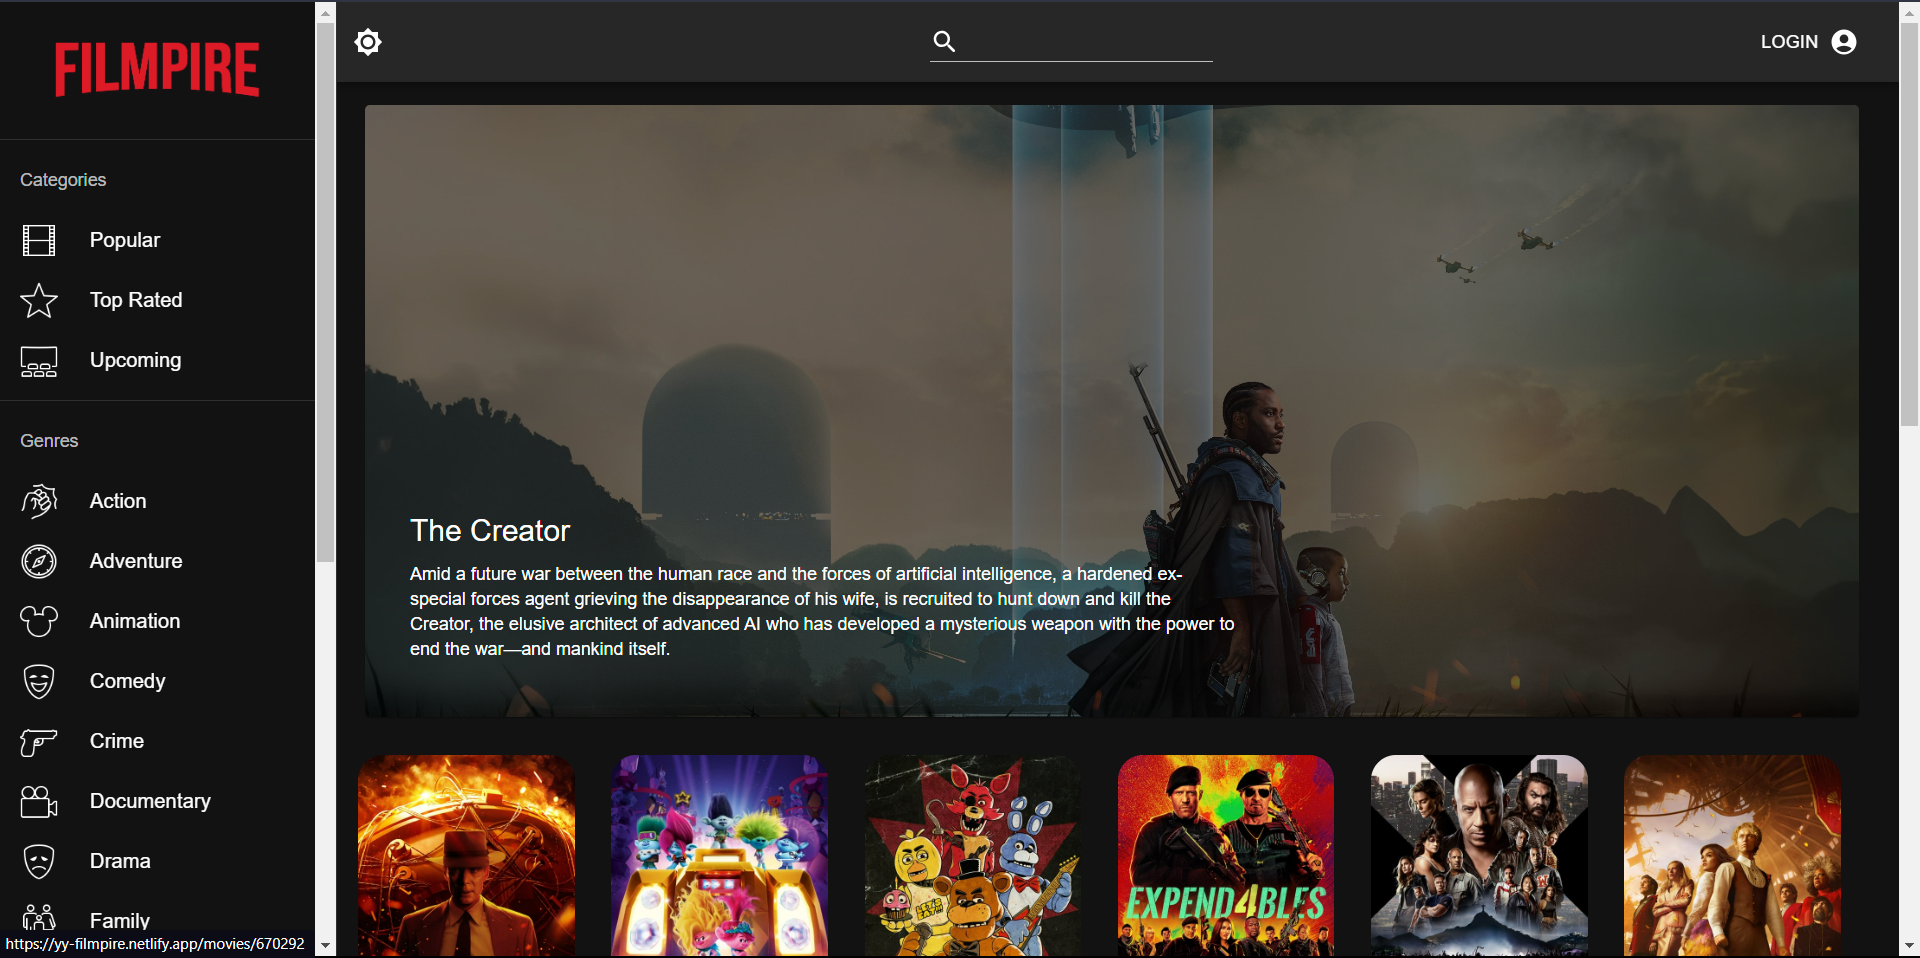 FILMPIRE
LOGIN
Categories
Popular
Top Rated
Upcoming
Genres
Action
Adventure
Animation
Comedy
Crime
Documentary
Drama
Family
https://yy-filmpire.netlify.app/movies/670292
The Creator
Amid a future war between the human race and the forces of artificial intelligence, a hardened ex-
special forces agent grieving the disappearance of his wife, is recruited to hunt down and kill the
Creator, the elusive architect of advanced AI who has developed a mysterious weapon with the power to
end the war—and mankind itself.
LET'S
EAT!!!
EXPEND4BLES